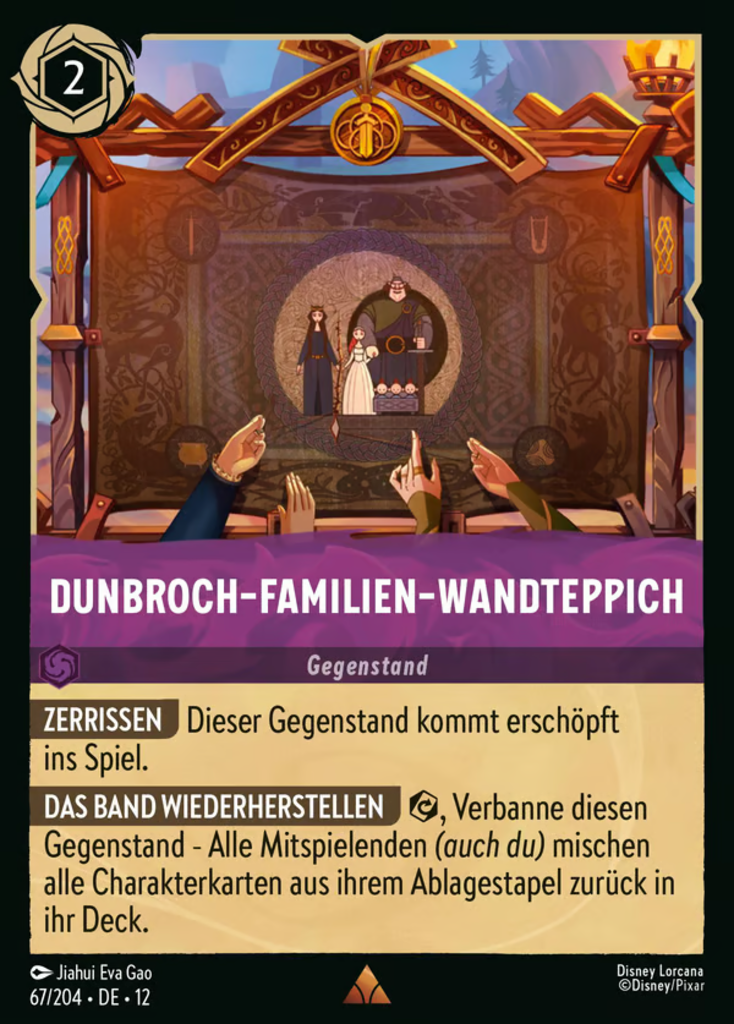 2
DUNBROCH-FAMILIEN-WANDTEPPICH
Gegenstand
ZERRISSEN Dieser Gegenstand kommt erschöpft
ins Spiel.
DAS BAND WIEDERHERSTELLEN , Verbanne diesen
Gegenstand - Alle Mitspielenden (auch du) mischen
alle Charakterkarten aus ihrem Ablagestapel zurück in
ihr Deck.
Jiahui Eva Gao
67/204 • DE • 12
Disney Lorcana
©Disney/Pixar